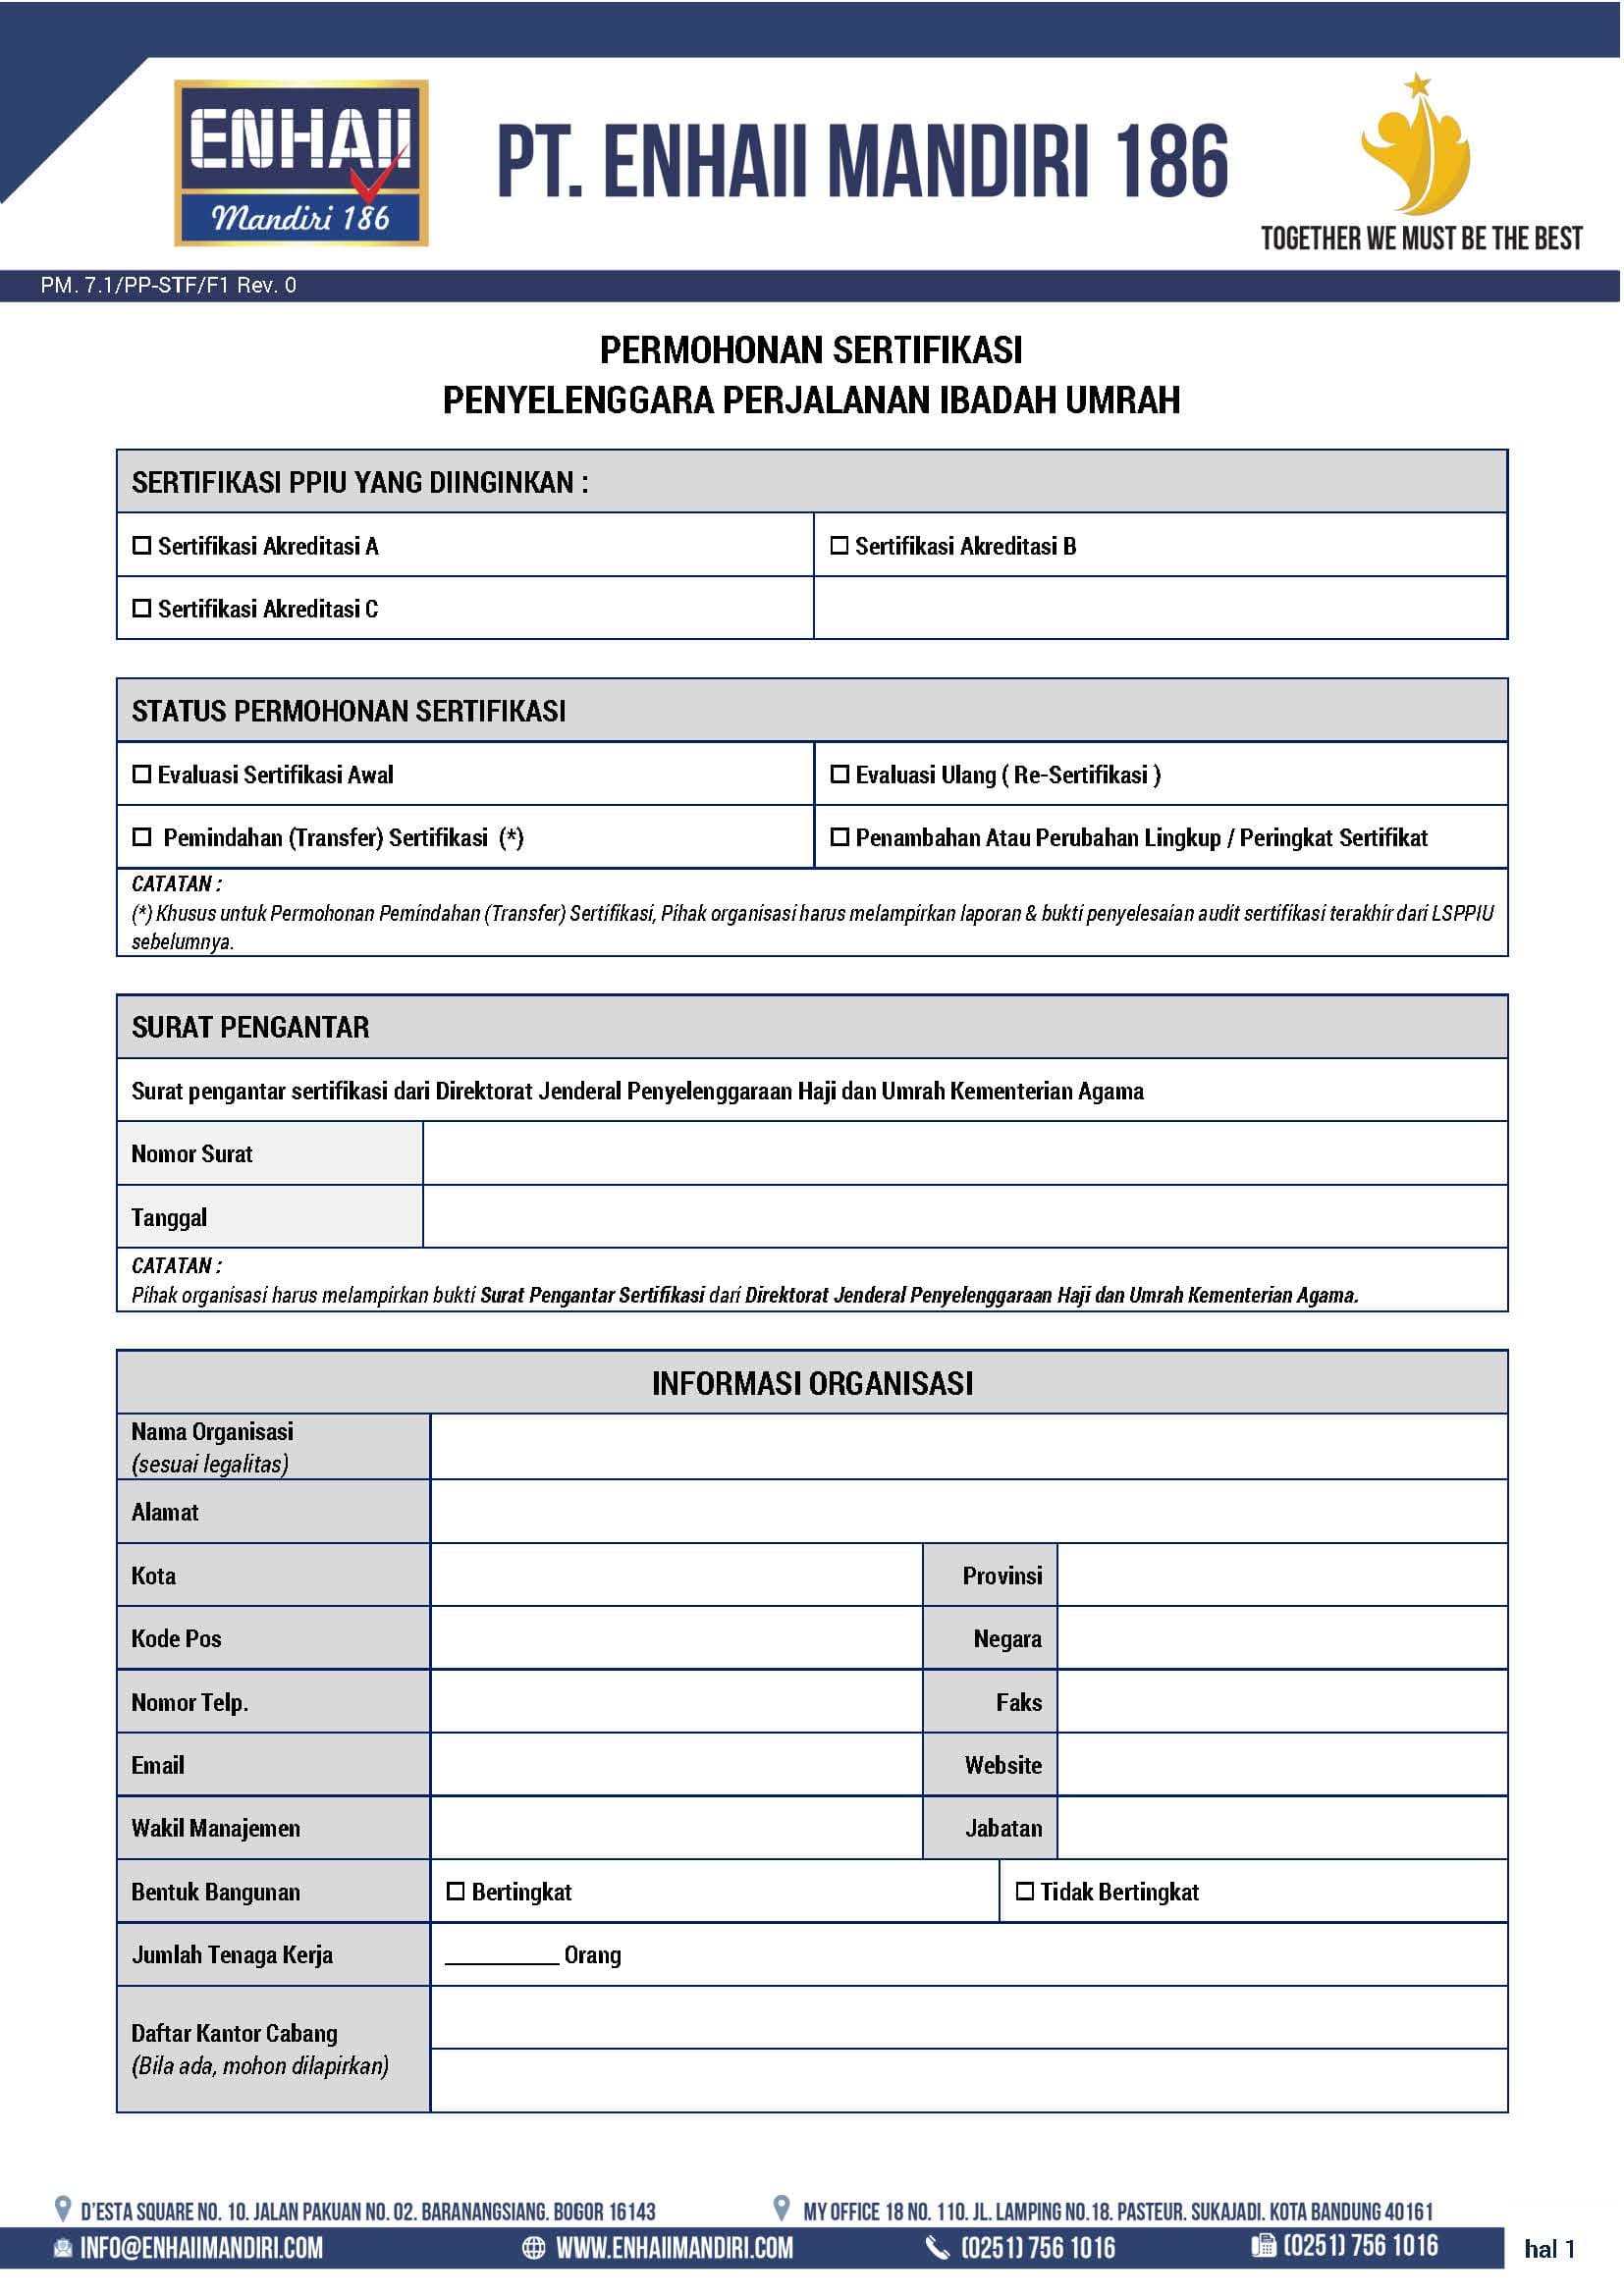 ENHAII
Mandiri 186
PT. ENHAII MANDIRI 186
TOGETHER WE MUST BE THE BEST
PM. 7.1/PP-STF/F1 Rev. 0
PERMOHONAN SERTIFIKASI
PENYELENGGARA PERJALANAN IBADAH UMRAH
SERTIFIKASI PPIU YANG DIINGINKAN :
☐ Sertifikasi Akreditasi A
☐ Sertifikasi Akreditasi B
☐ Sertifikasi Akreditasi C
STATUS PERMOHONAN SERTIFIKASI
☐ Evaluasi Sertifikasi Awal
☐ Evaluasi Ulang ( Re-Sertifikasi )
☐ Pemindahan (Transfer) Sertifikasi (*)
☐ Penambahan Atau Perubahan Lingkup / Peringkat Sertifikat
CATATAN :
(*) Khusus untuk Permohonan Pemindahan (Transfer) Sertifikasi, Pihak organisasi harus melampirkan laporan & bukti penyelesaian audit sertifikasi terakhir dari LSPPIU
sebelumnya.
SURAT PENGANTAR
Surat pengantar sertifikasi dari Direktorat Jenderal Penyelenggaraan Haji dan Umrah Kementerian Agama
Nomor Surat
Tanggal
CATATAN :
Pihak organisasi harus melampirkan bukti Surat Pengantar Sertifikasi dari Direktorat Jenderal Penyelenggaraan Haji dan Umrah Kementerian Agama.
INFORMASI ORGANISASI
Nama Organisasi
(sesuai legalitas)
Alamat
Kota
Provinsi
Kode Pos
Negara
Nomor Telp.
Faks
Email
Website
Wakil Manajemen
Jabatan
Bentuk Bangunan
☐ Bertingkat
☐ Tidak Bertingkat
Jumlah Tenaga Kerja
_________ Orang
Daftar Kantor Cabang
(Bila ada, mohon dilapirkan)
D'ESTA SQUARE NO. 10. JALAN PAKUAN NO. 02. BARANANGSIANG. BOGOR 16143
MY OFFICE 18 NO. 110. JL. LAMPING NO.18. PASTEUR. SUKAJADI. KOTA BANDUNG 40161
INFO@ENHAIIMANDIRI.COM
WWW.ENHAIIMANDIRI.COM
(0251) 756 1016
(0251) 756 1016
hal 1